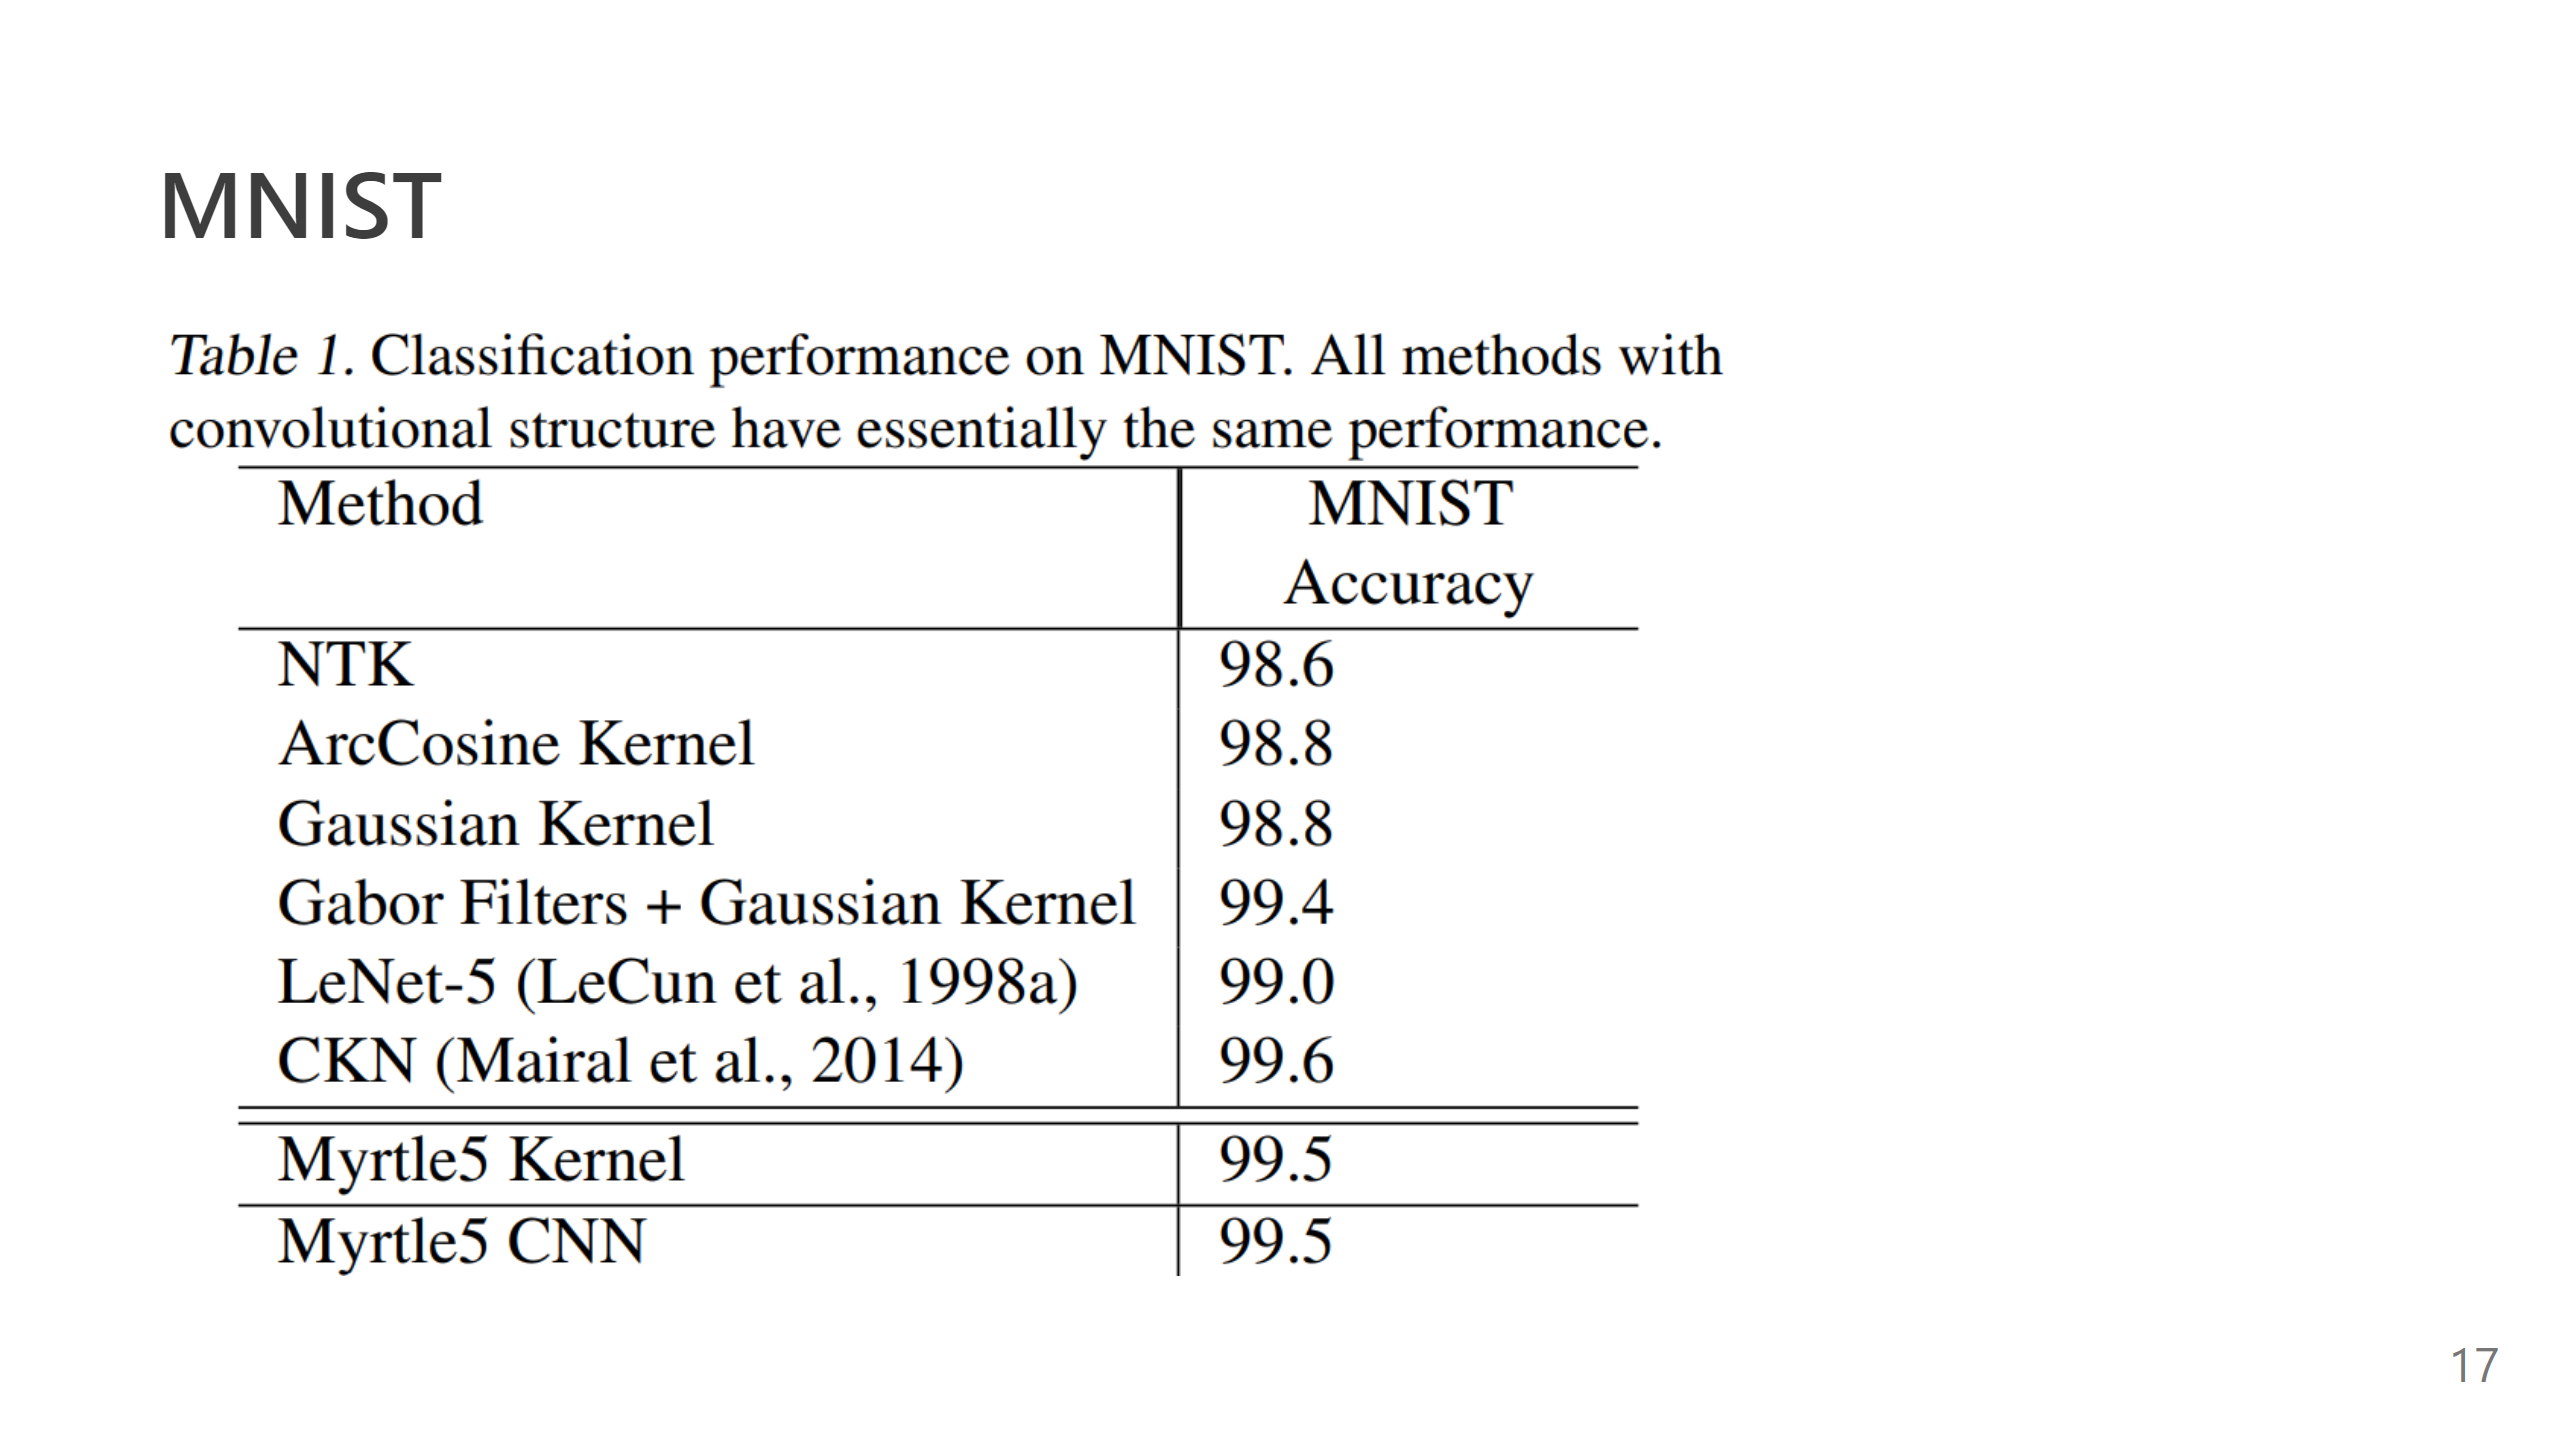 MNIST
Table 1. Classification performance on MNIST. All methods with
convolutional structure have essentially the same performance.
Method MNIST
Accuracy
NTK 98.6
ArcCosine Kernel 98.8
Gaussian Kernel 98.8
Gabor Filters + Gaussian Kernel 99.4
LeNet-5 (LeCun et al., 1998a) 99.0
CKN (Mairal et al., 2014) 99.6
Myrtle5 Kernel 99.5
Myrtle5 CNN 99.5
17